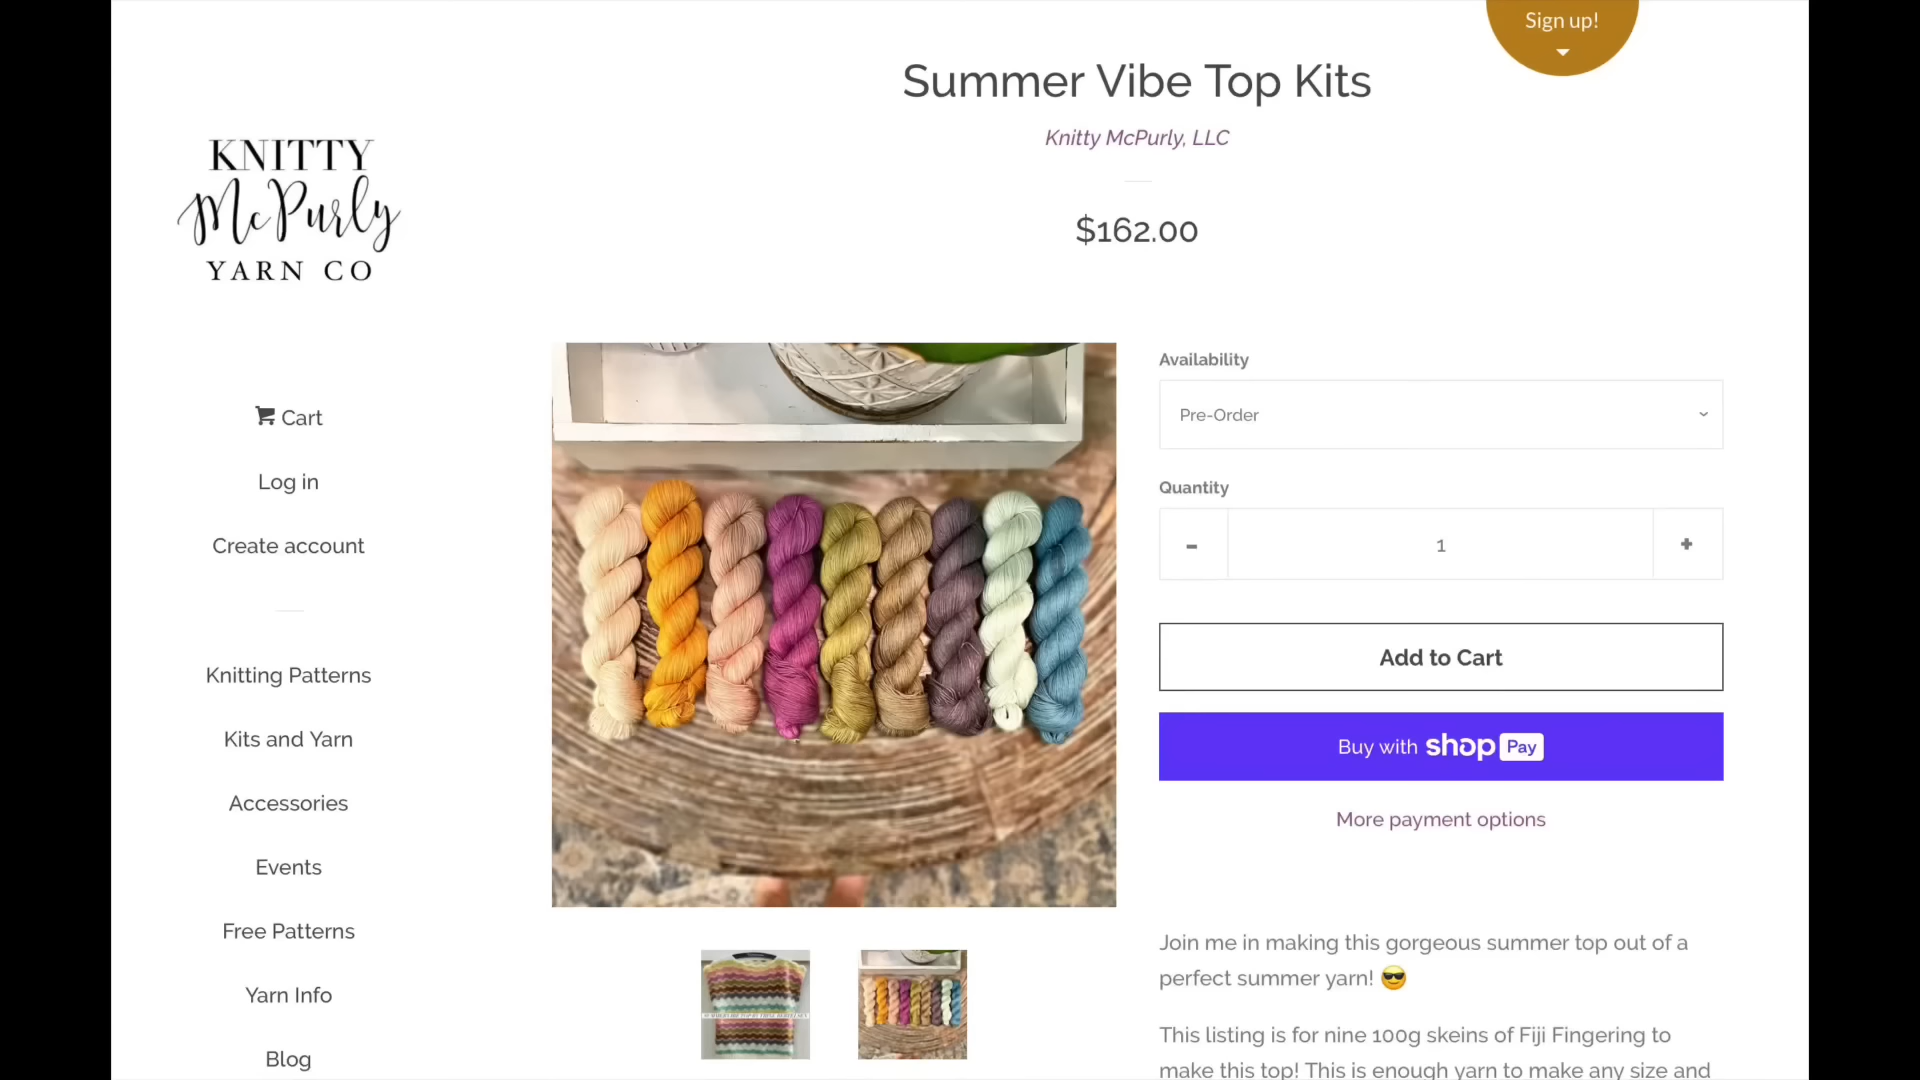 Sign up!
Summer Vibe Top Kits
Knitty McPurly, LLC
$162.00
KNITTY
McPurly
YARN CO
Cart
Log in
Create account
Knitting Patterns
Kits and Yarn
Accessories
Events
Free Patterns
Yarn Info
Blog
Availability
Pre-Order
Quantity
- 1 +
Add to Cart
Buy with shop Pay
More payment options
Join me in making this gorgeous summer top out of a
perfect summer yarn! 😎
This listing is for nine 100g skeins of Fiji Fingering to
make this top! This is enough yarn to make any size and